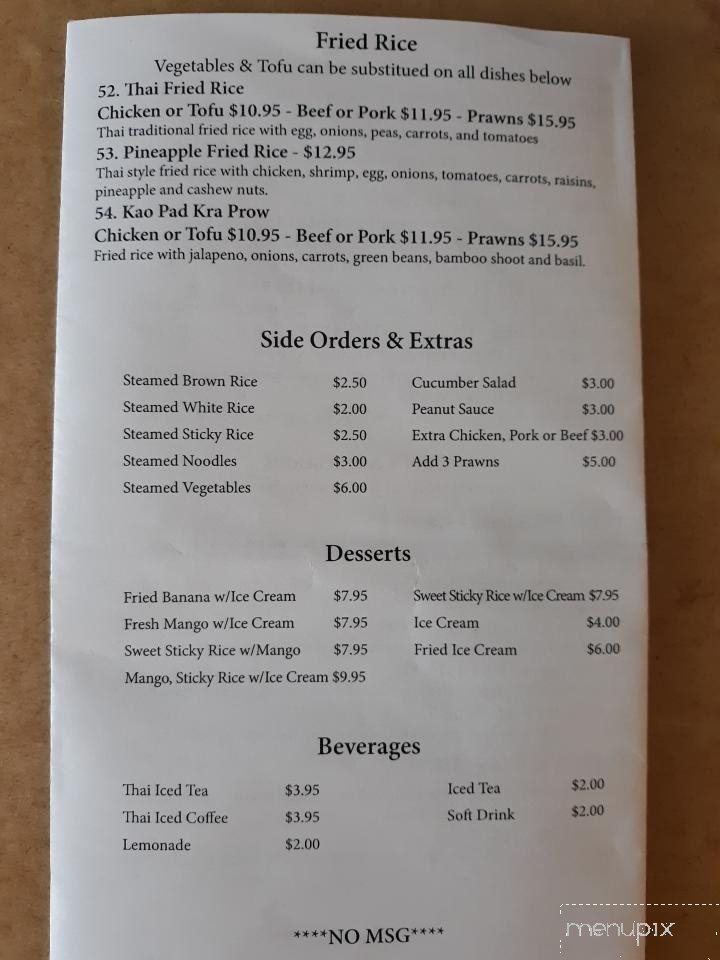 Fried Rice
Vegetables & Tofu can be substitued on all dishes below
52. Thai Fried Rice
Chicken or Tofu $10.95 - Beef or Pork $11.95 - Prawns $15.95
Thai traditional fried rice with egg, onions, peas, carrots, and tomatoes
53. Pineapple Fried Rice - $12.95
Thai style fried rice with chicken, shrimp, egg, onions, tomatoes, carrots, raisins,
pineapple and cashew nuts.
54. Kao Pad Kra Prow
Chicken or Tofu $10.95 - Beef or Pork $11.95 - Prawns $15.95
Fried rice with jalapeno, onions, carrots, green beans, bamboo shoot and basil.
Side Orders & Extras
Steamed Brown Rice $2.50 Cucumber Salad $3.00
Steamed White Rice $2.00 Peanut Sauce $3.00
Steamed Sticky Rice $2.50 Extra Chicken, Pork or Beef $3.00
Steamed Noodles $3.00 Add 3 Prawns $5.00
Steamed Vegetables $6.00
Desserts
Fried Banana w/Ice Cream $7.95 Sweet Sticky Rice w/Ice Cream $7.95
Fresh Mango w/Ice Cream $7.95 Ice Cream $4.00
Sweet Sticky Rice w/Mango $7.95 Fried Ice Cream $6.00
Mango, Sticky Rice w/Ice Cream $9.95
Beverages
Thai Iced Tea $3.95 Iced Tea $2.00
Thai Iced Coffee $3.95 Soft Drink $2.00
Lemonade $2.00
****NO MSG****
menupix